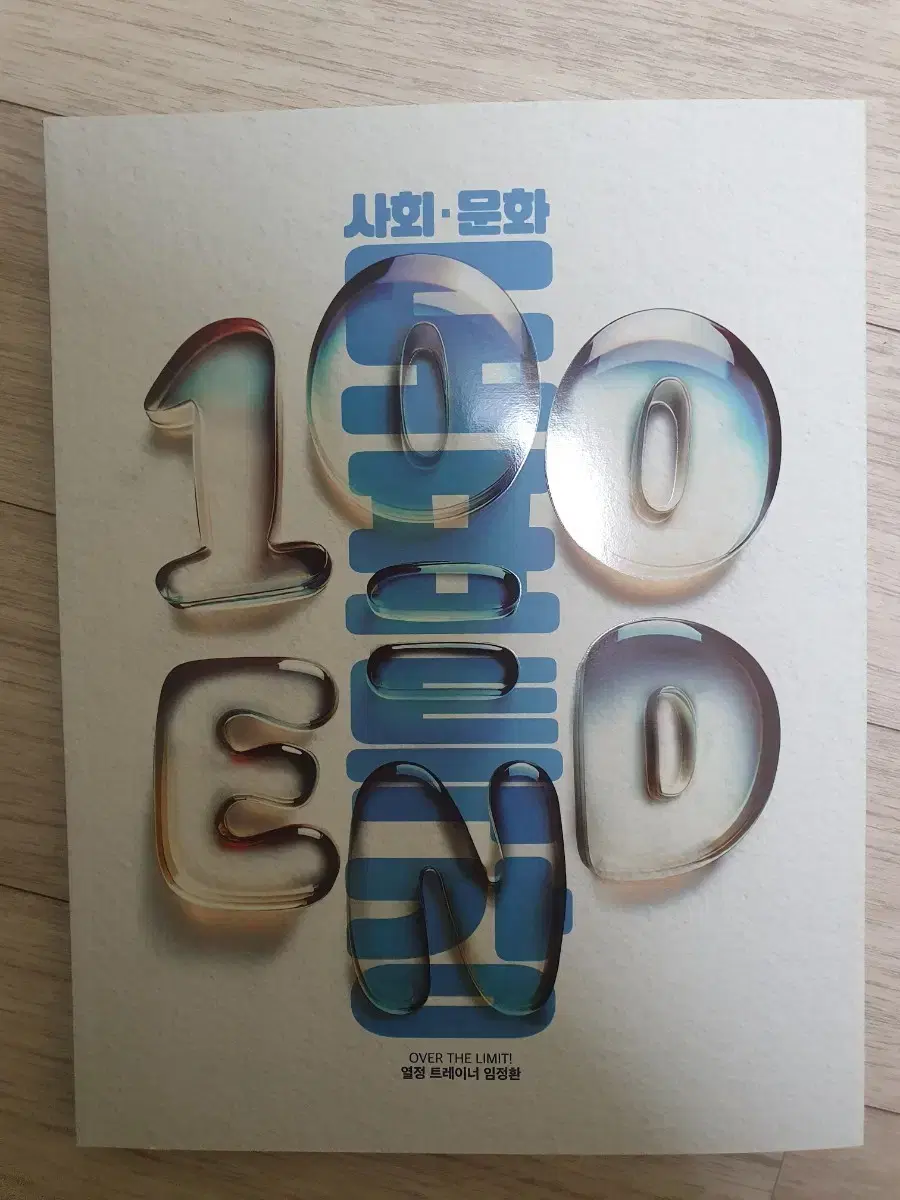 사회·문화
100
=
END
OVER THE LIMIT!
열정 트레이너 임정환